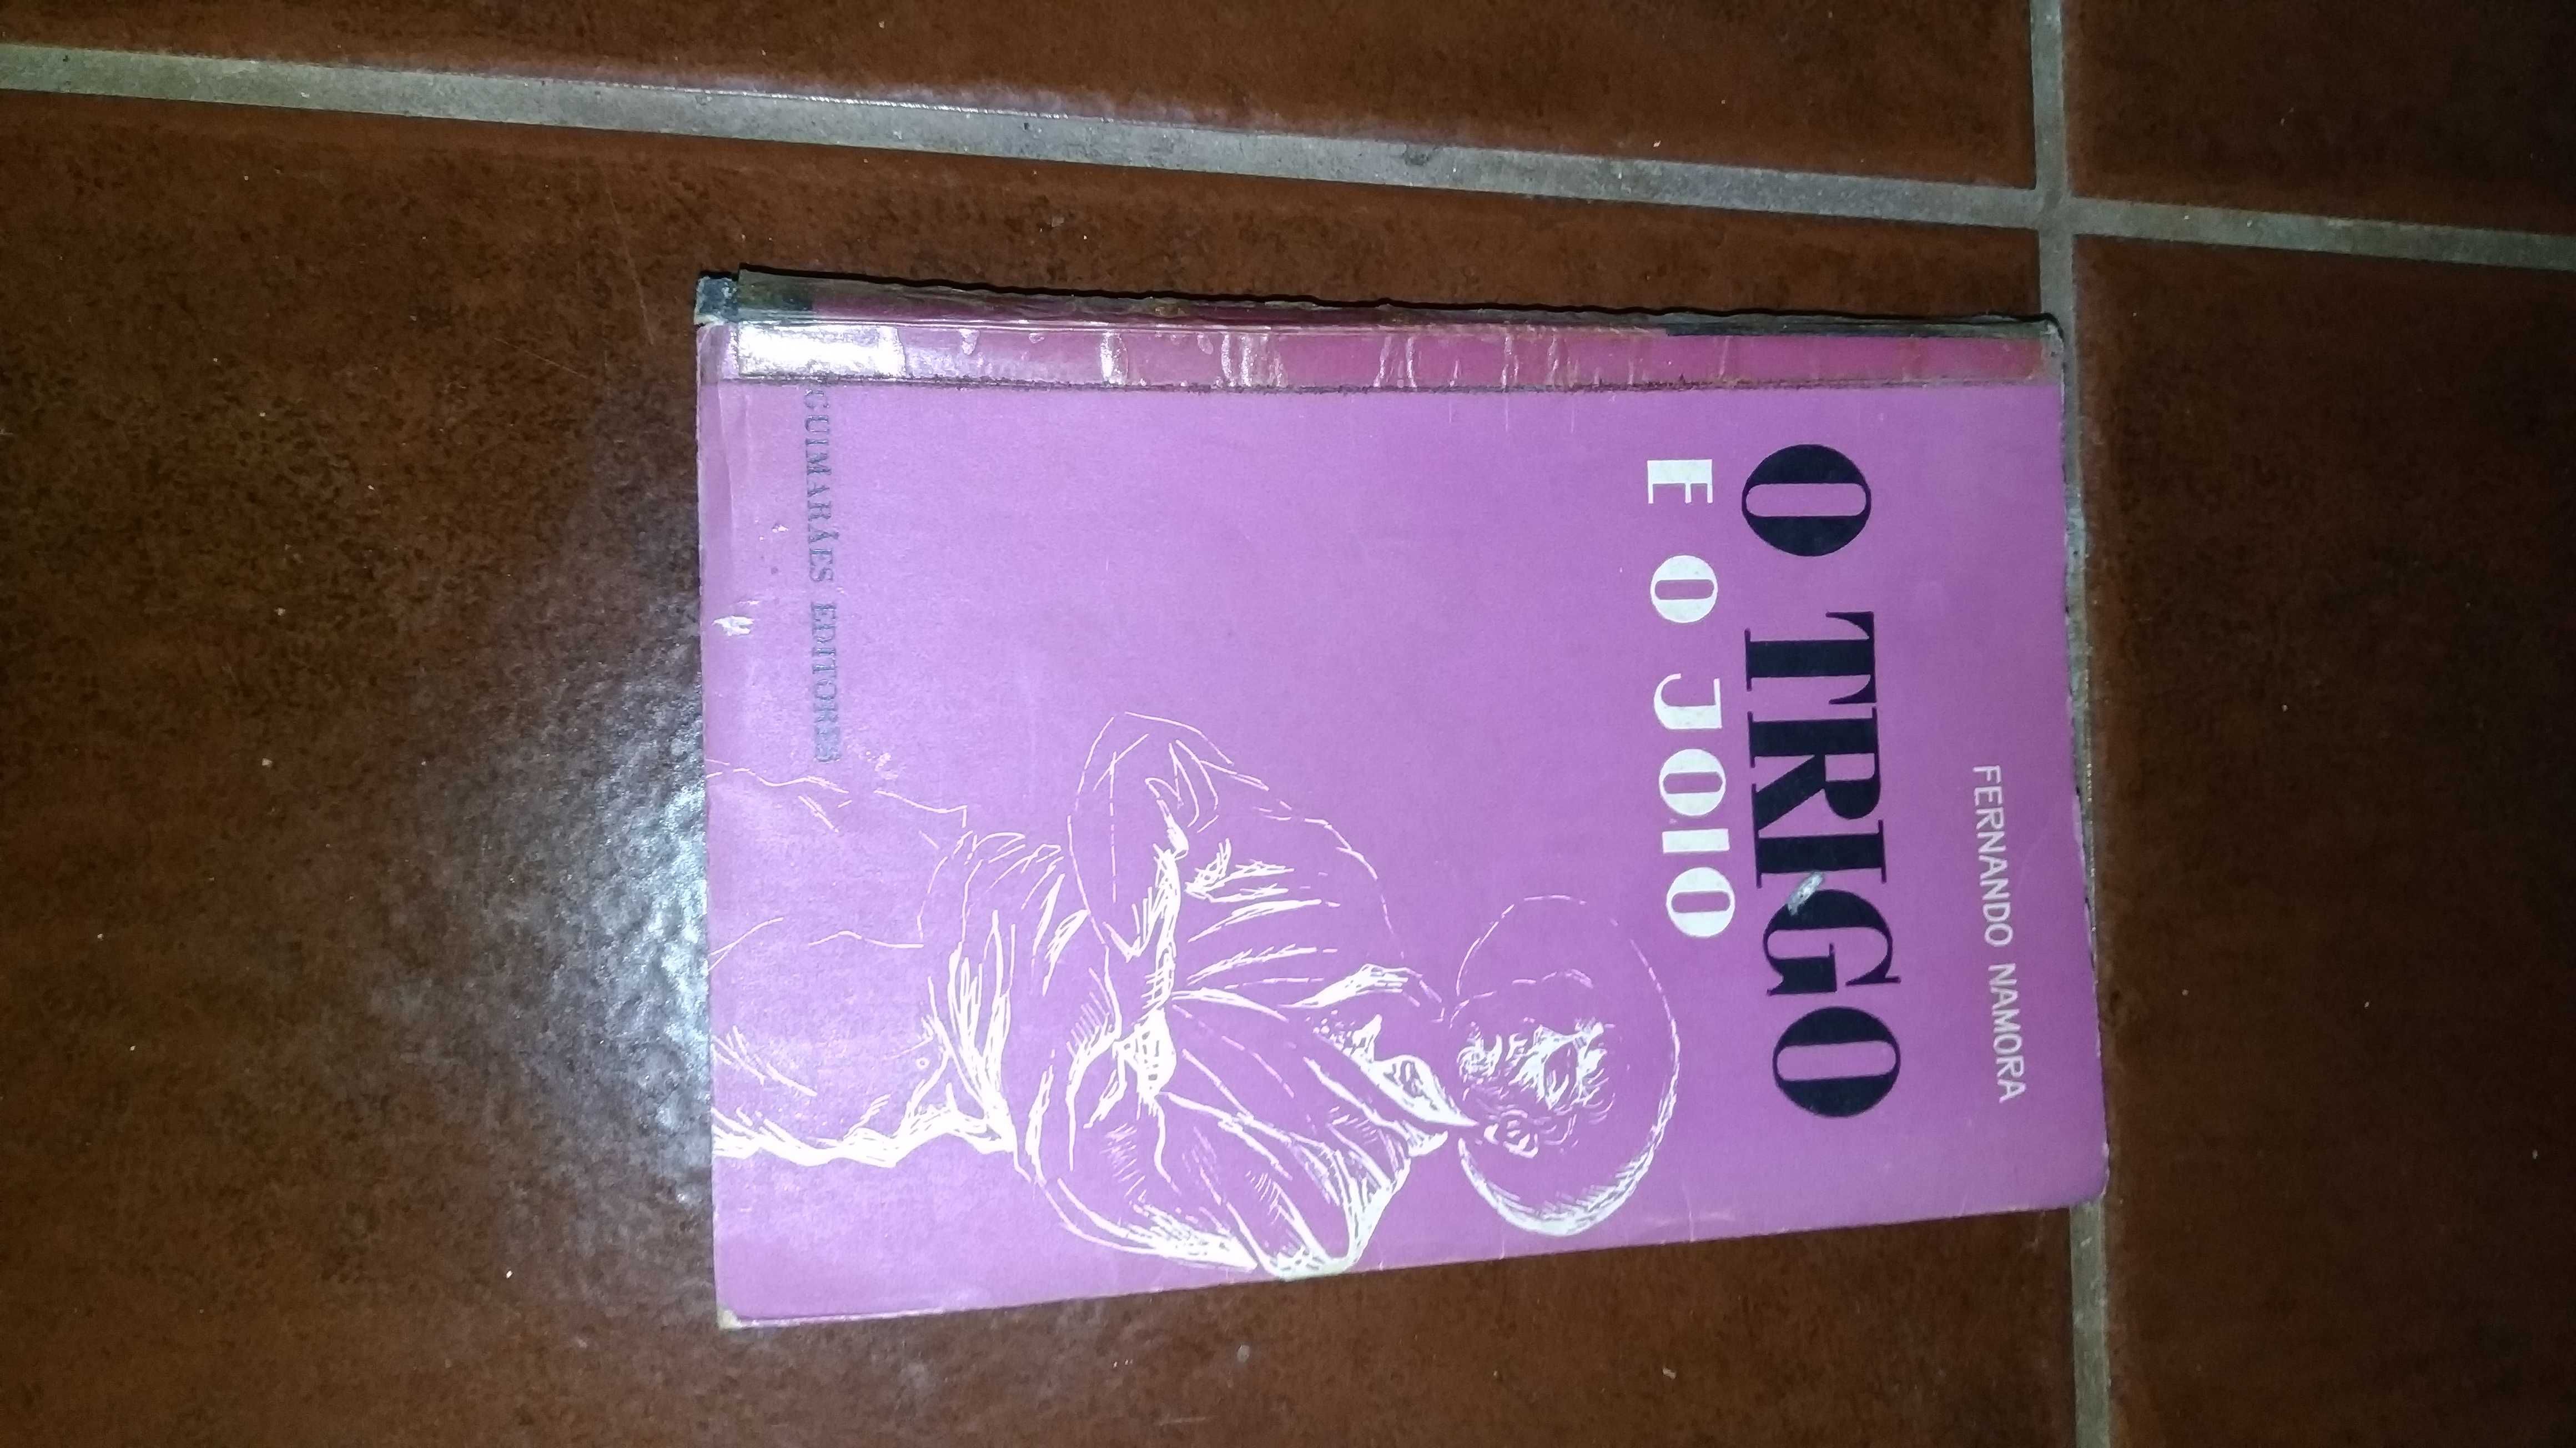 FERNANDO NAMORA
O TRIGO
E O JOIO
GUIMARÃES EDITORES